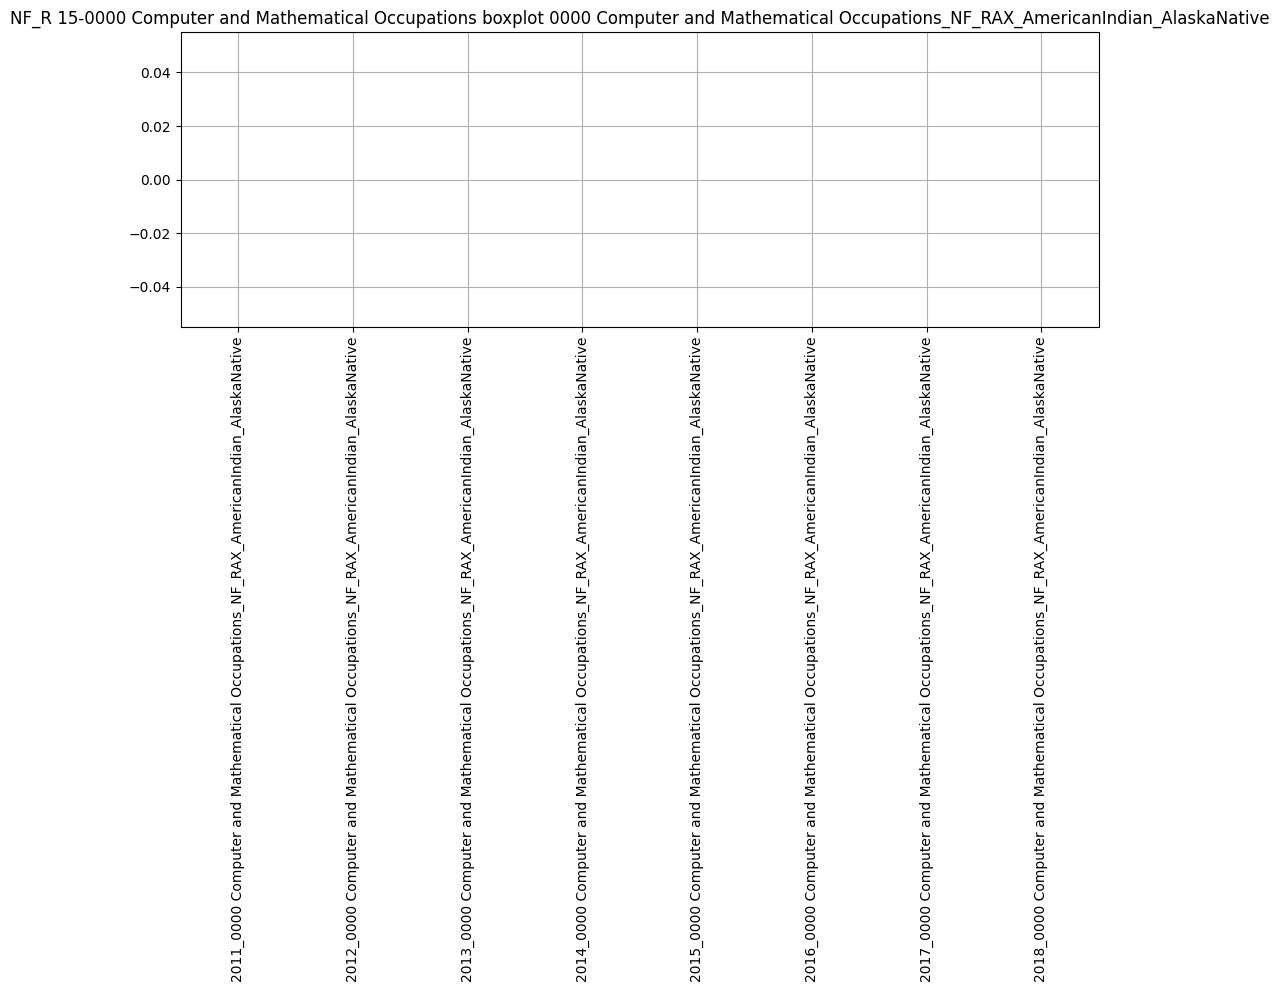 NF_R 15-0000 Computer and Mathematical Occupations boxplot 0000 Computer and Mathematical Occupations_NF_RAX_AmericanIndian_AlaskaNative
0.04
0.02
0.00
−0.02
−0.04
2011_0000 Computer and Mathematical Occupations_NF_RAX_AmericanIndian_AlaskaNative
2012_0000 Computer and Mathematical Occupations_NF_RAX_AmericanIndian_AlaskaNative
2013_0000 Computer and Mathematical Occupations_NF_RAX_AmericanIndian_AlaskaNative
2014_0000 Computer and Mathematical Occupations_NF_RAX_AmericanIndian_AlaskaNative
2015_0000 Computer and Mathematical Occupations_NF_RAX_AmericanIndian_AlaskaNative
2016_0000 Computer and Mathematical Occupations_NF_RAX_AmericanIndian_AlaskaNative
2017_0000 Computer and Mathematical Occupations_NF_RAX_AmericanIndian_AlaskaNative
2018_0000 Computer and Mathematical Occupations_NF_RAX_AmericanIndian_AlaskaNative